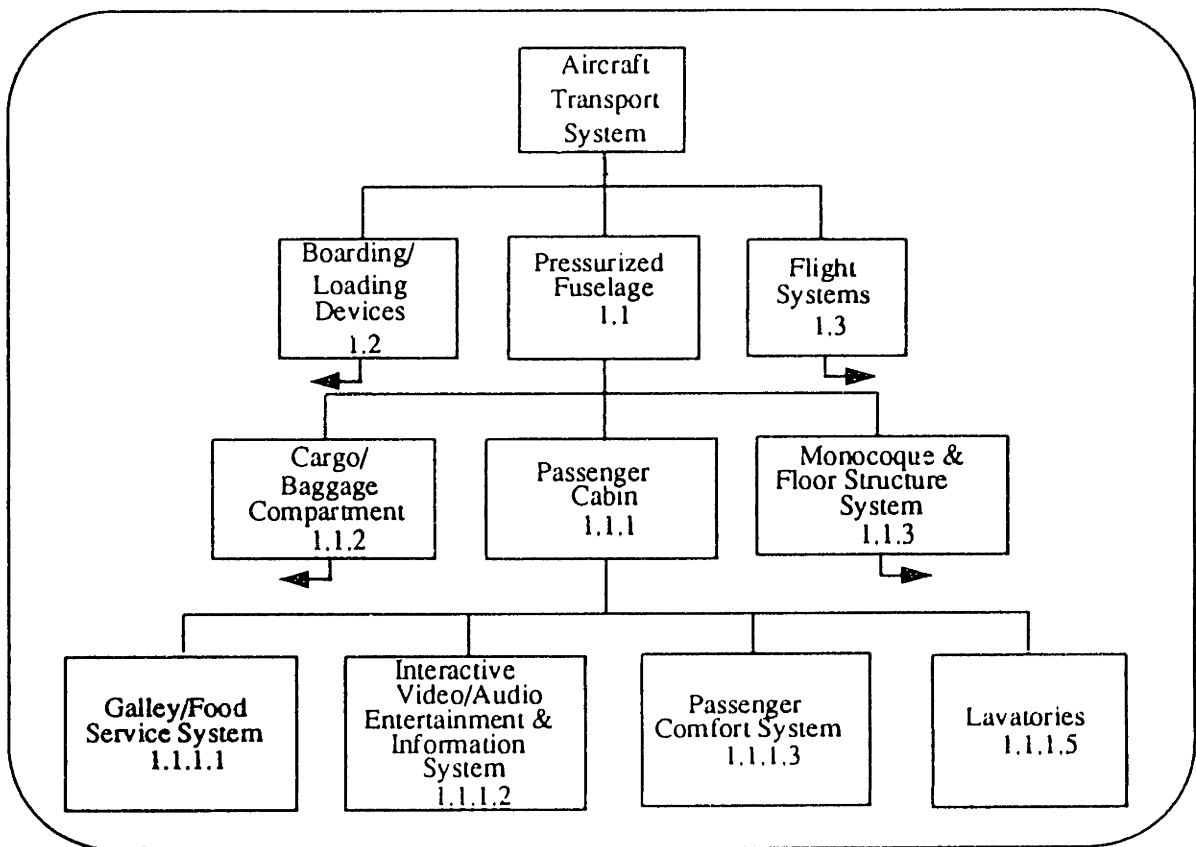 Aircraft
Transport
System
Boarding/
Loading
Devices
1.2
Pressurized
Fuselage
1.1
Flight
Systems
1.3
Cargo/
Baggage
Compartment
1.1.2
Passenger
Cabin
1.1.1
Monocoque &
Floor Structure
System
1.1.3
Galley/Food
Service System
1.1.1.1
Interactive
Video/Audio
Entertainment &
Information
System
1.1.1.2
Passenger
Comfort System
1.1.1.3
Lavatories
1.1.1.5